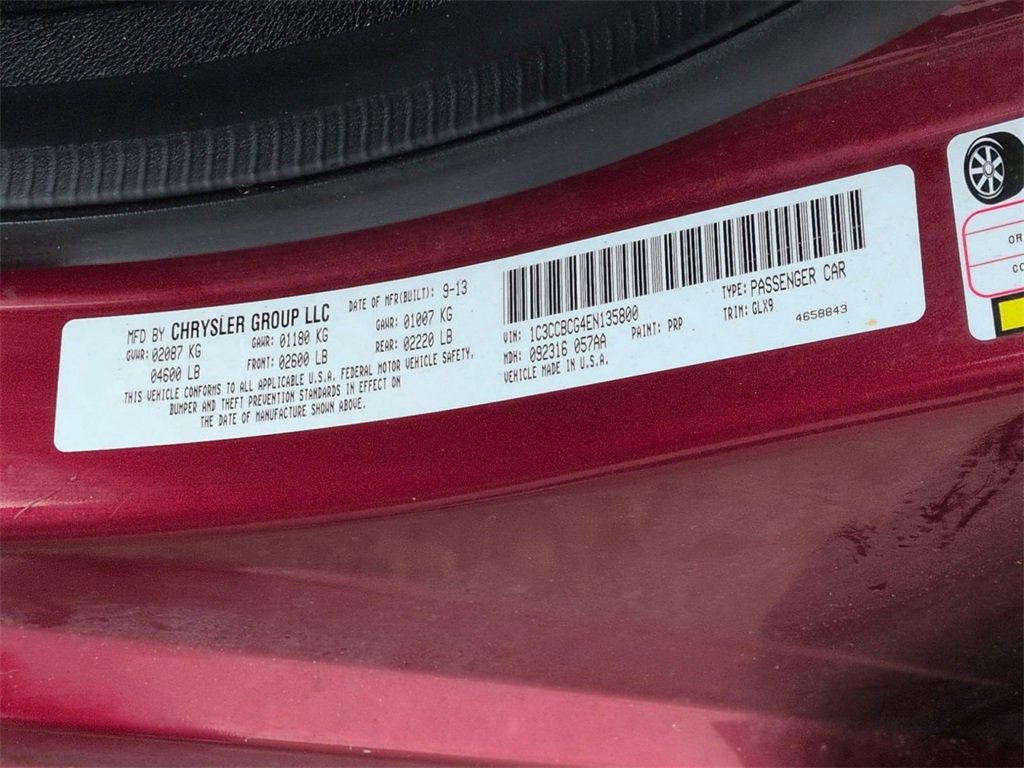 MFD BY CHRYSLER GROUP LLC DATE OF MFR(BUILT): 9-13
GVWR: 02087 KG GAWR: 01180 KG GAWR: 01007 KG
04600 LB FRONT: 02600 LB REAR: 02220 LB
THIS VEHICLE CONFORMS TO ALL APPLICABLE U.S.A. FEDERAL MOTOR VEHICLE SAFETY,
BUMPER AND THEFT PREVENTION STANDARDS IN EFFECT ON
THE DATE OF MANUFACTURE SHOWN ABOVE.
VIN: 1C3CCBCG4EN135800 TYPE: PASSENGER CAR
MDH: 092316 057AA PAINT: PRP TRIM: GLX9
VEHICLE MADE IN U.S.A. 4658843
OR
CO